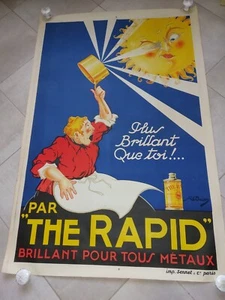 Plus
Brillant
Que toi!...
PAR
"THE RAPID"
BRILLANT POUR TOUS MÉTAUX